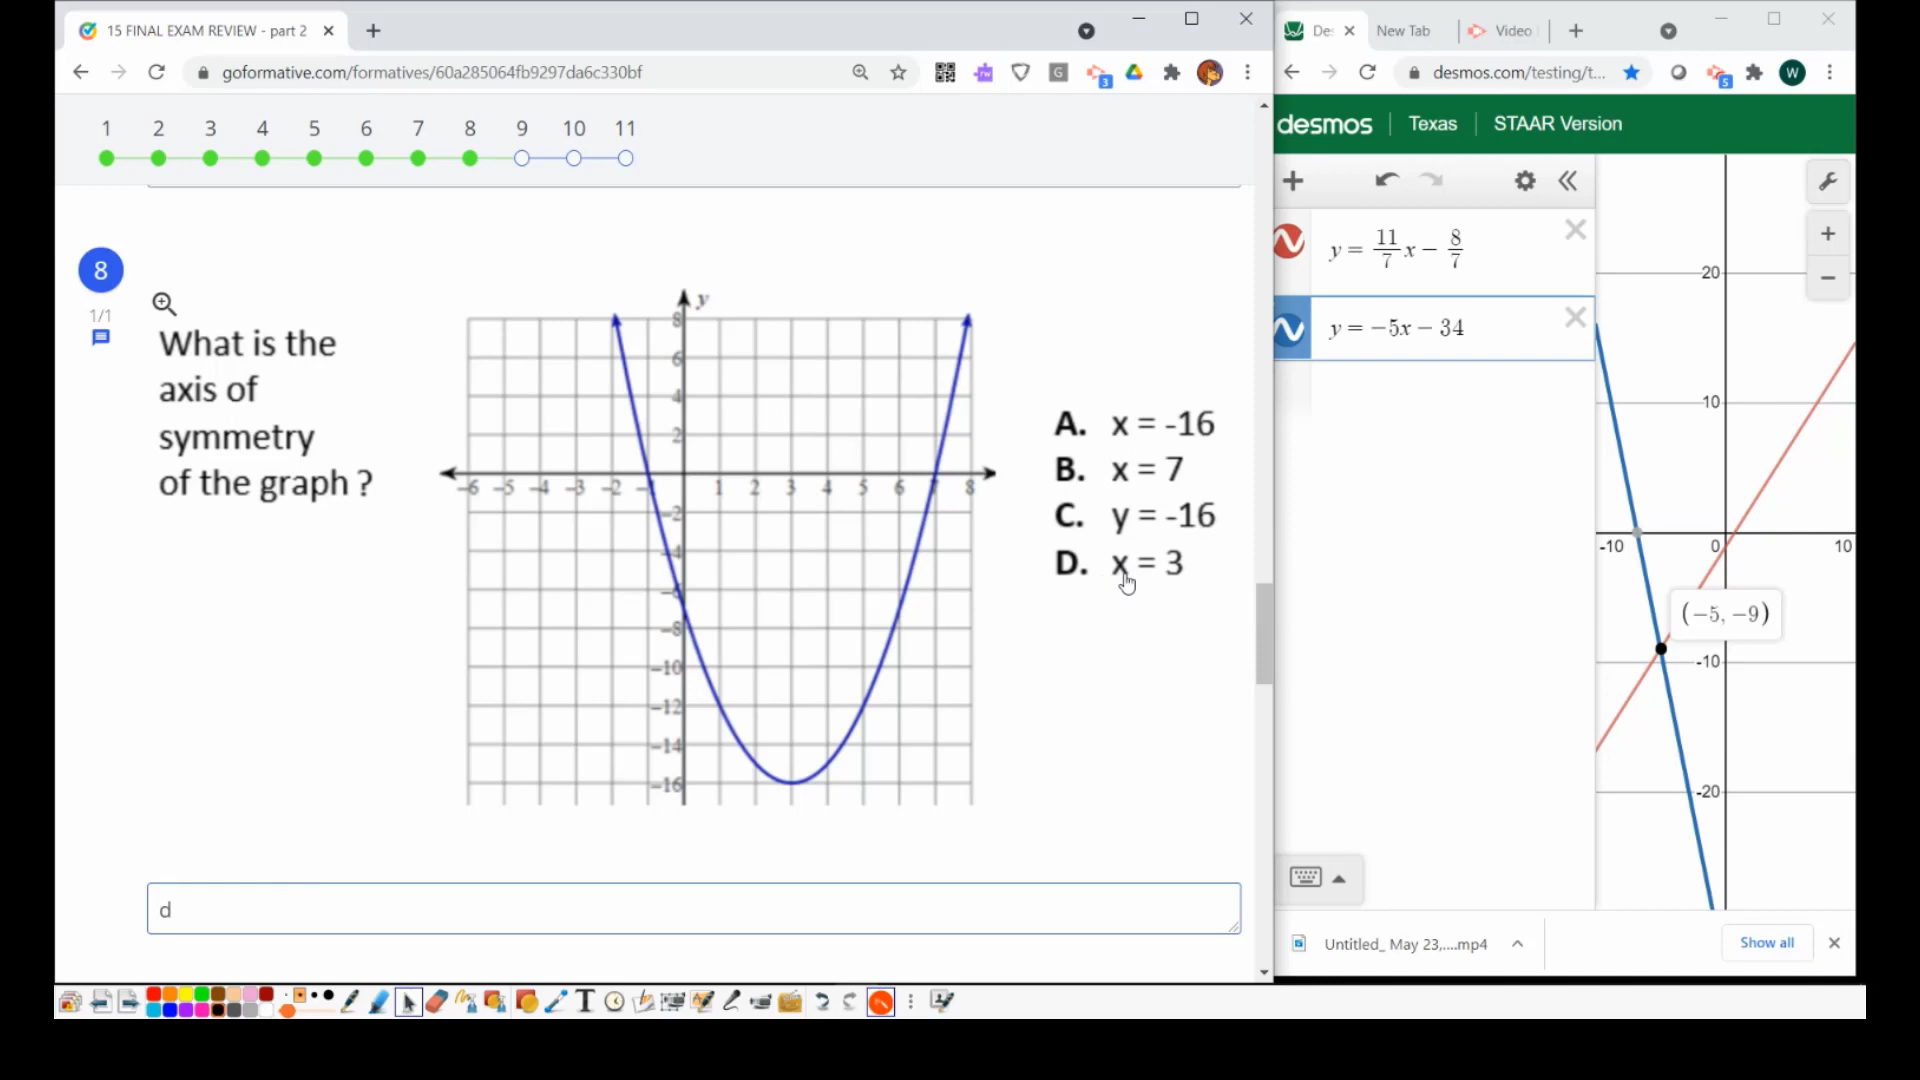 15 FINAL EXAM REVIEW - part 2
goformative.com/formatives/60a285064fb9297da6c330bf
3
1 2 3 4 5 6 7 8 9 10 11
8
1/1
What is the
axis of
symmetry
of the graph ?
y
8
6
4
2
-6 -5 -4 -3 -2 -1 1 2 3 4 5 6 7 8
-2
-4
-6
-8
-10
-12
-14
-16
A. x = -16
B. x = 7
C. y = -16
D. x = 3
d
De
New Tab
Video
desmos.com/testing/t...
5
W
desmos
Texas
STAAR Version
y = 11/7 x − 8/7
y = −5x − 34
20
10
-10 0 10
(−5, −9)
-10
-20
Untitled_ May 23,....mp4
Show all